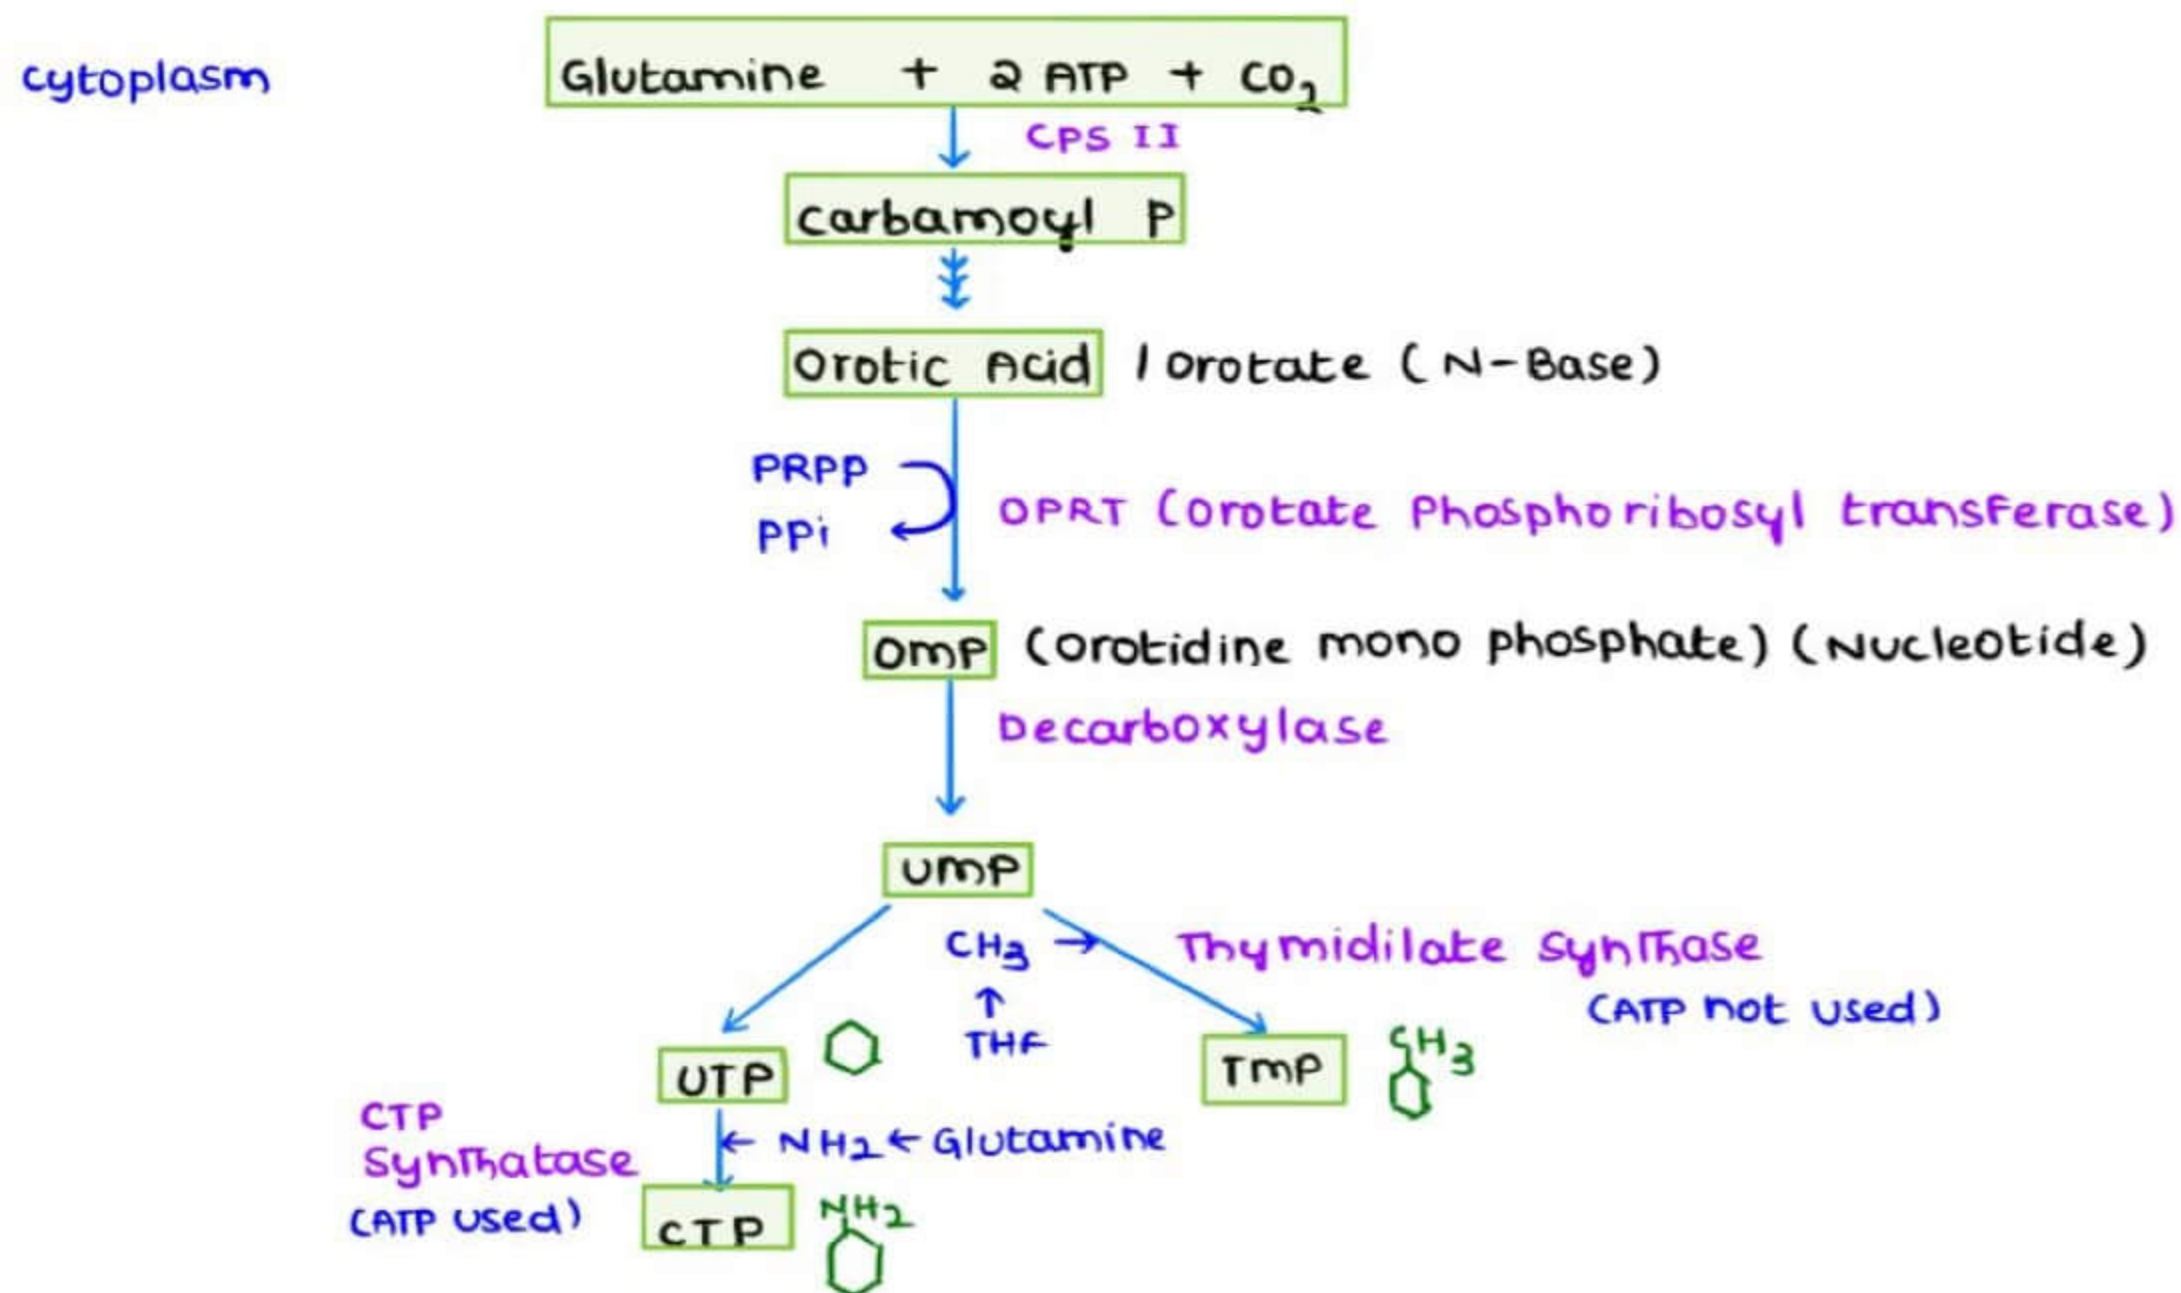 cytoplasm
Glutamine + 2 ATP + CO2
CPS II
carbamoyl P
Orotic Acid / orotate (N-Base)
PRPP
PPi
OPRT (orotate Phosphoribosyl transferase)
OMP (orotidine mono phosphate) (Nucleotide)
Decarboxylase
UMP
CH3 → Thymidilate Synthase
(ATP not used)
↑
THF
UTP
TMP
CH3
CTP
Synthatase
(ATP used)
← NH2 ← Glutamine
CTP
NH2